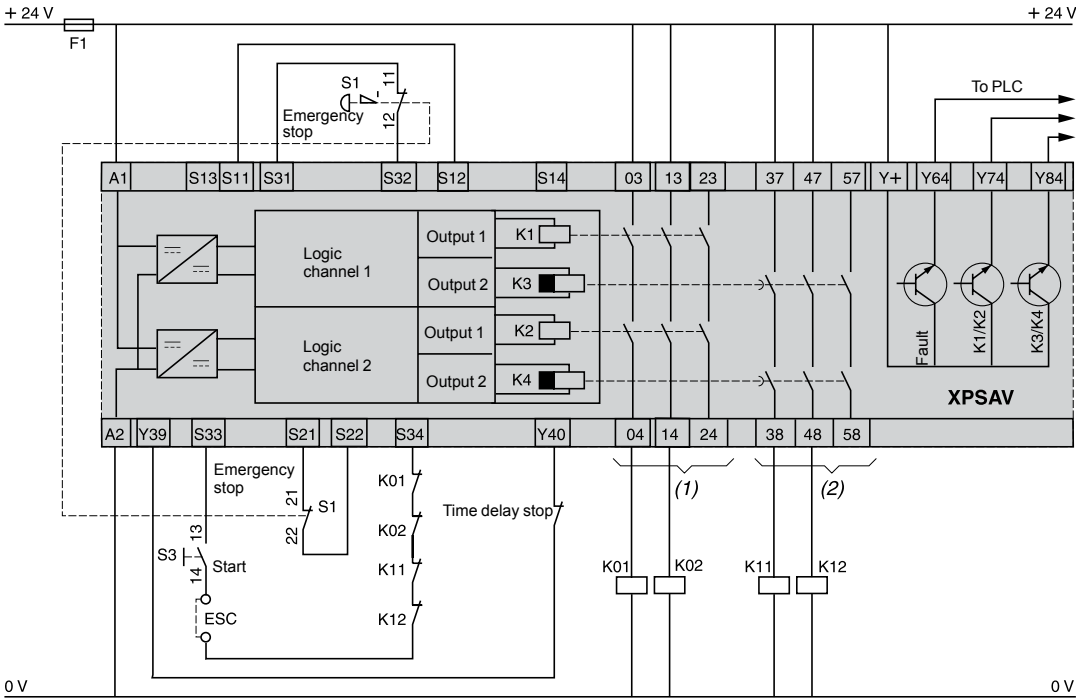 + 24 V
+ 24 V
F1
To PLC
S1
11
12
Emergency
stop
A1
S13
S11
S31
S32
S12
S14
03
13
23
37
47
57
Y+
Y64
Y74
Y84
Logic
channel 1
Output 1
K1
Output 2
K3
Logic
channel 2
Output 1
K2
Output 2
K4
Fault
K1/K2
K3/K4
XPSAV
A2
Y39
S33
S21
S22
S34
Y40
04
14
24
38
48
58
Emergency
stop
21
22
S1
K01
K02
K11
K12
Time delay stop
(1)
(2)
S3
13
14
Start
ESC
K01
K02
K11
K12
0 V
0 V